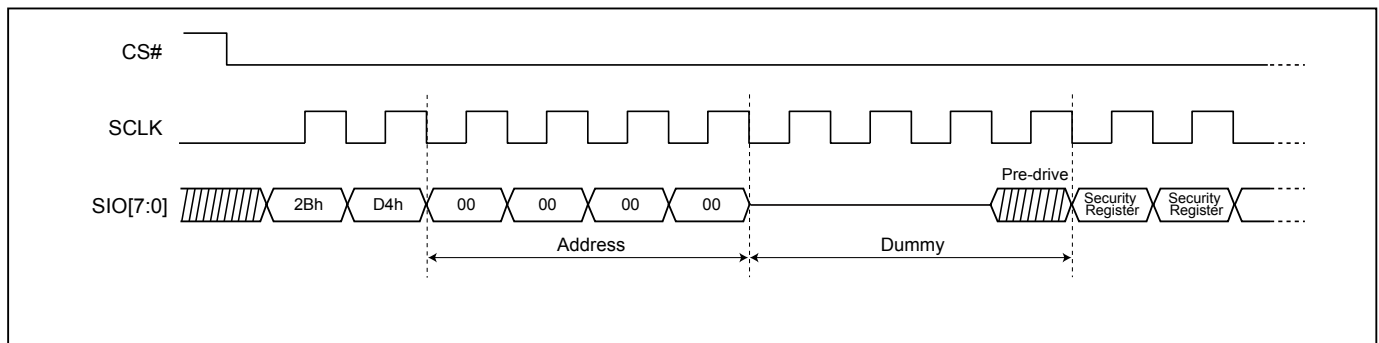 CS#
SCLK
Pre-drive
SIO[7:0]
2Bh
D4h
00
00
00
00
Security
Register
Security
Register
Address
Dummy